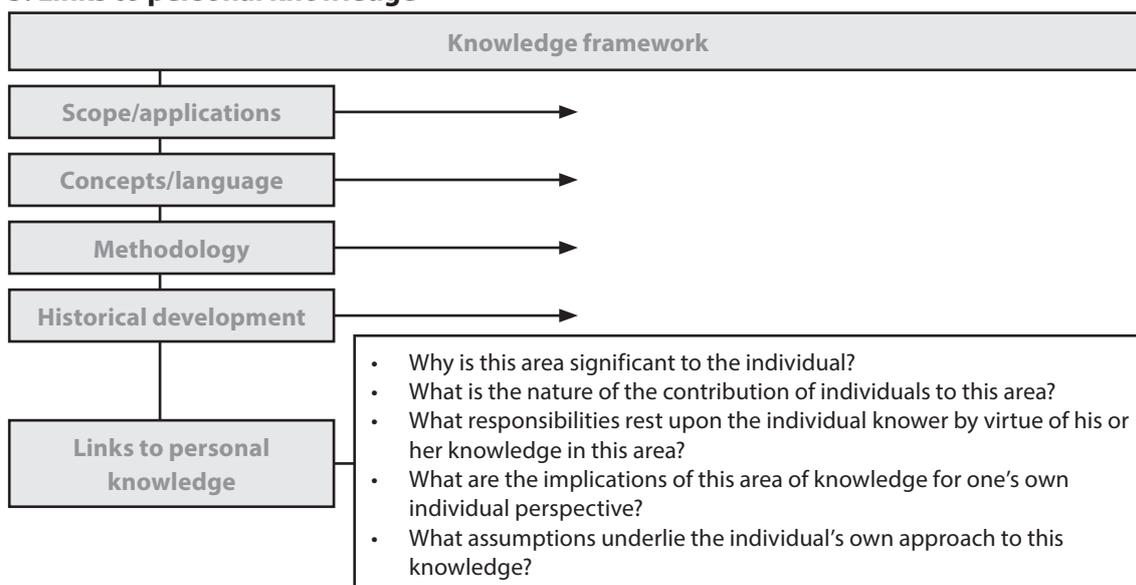 Knowledge framework
Scope/applications
Concepts/language
Methodology
Historical development
Links to personal
knowledge
• Why is this area significant to the individual?
• What is the nature of the contribution of individuals to this area?
• What responsibilities rest upon the individual knower by virtue of his or
her knowledge in this area?
• What are the implications of this area of knowledge for one's own
individual perspective?
• What assumptions underlie the individual's own approach to this
knowledge?